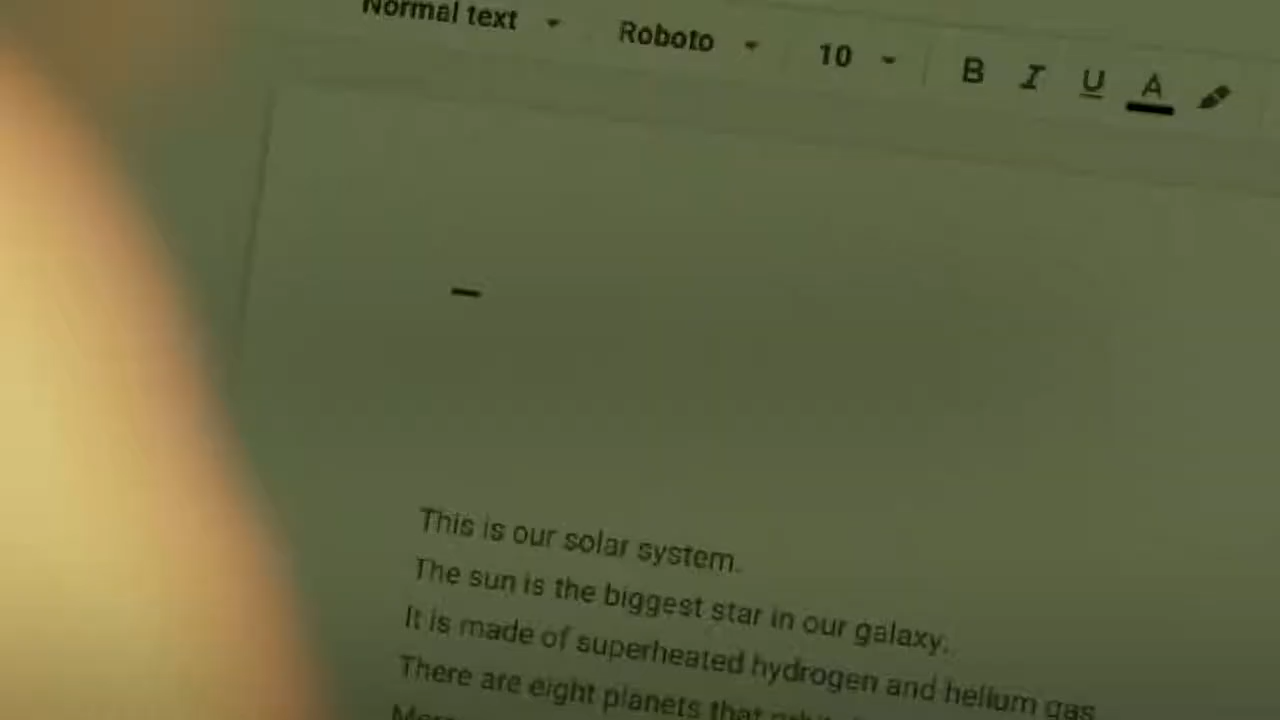 Normal text Roboto 10 B I U A
This is our solar system.
The sun is the biggest star in our galaxy.
It is made of superheated hydrogen and helium gas
There are eight planets that